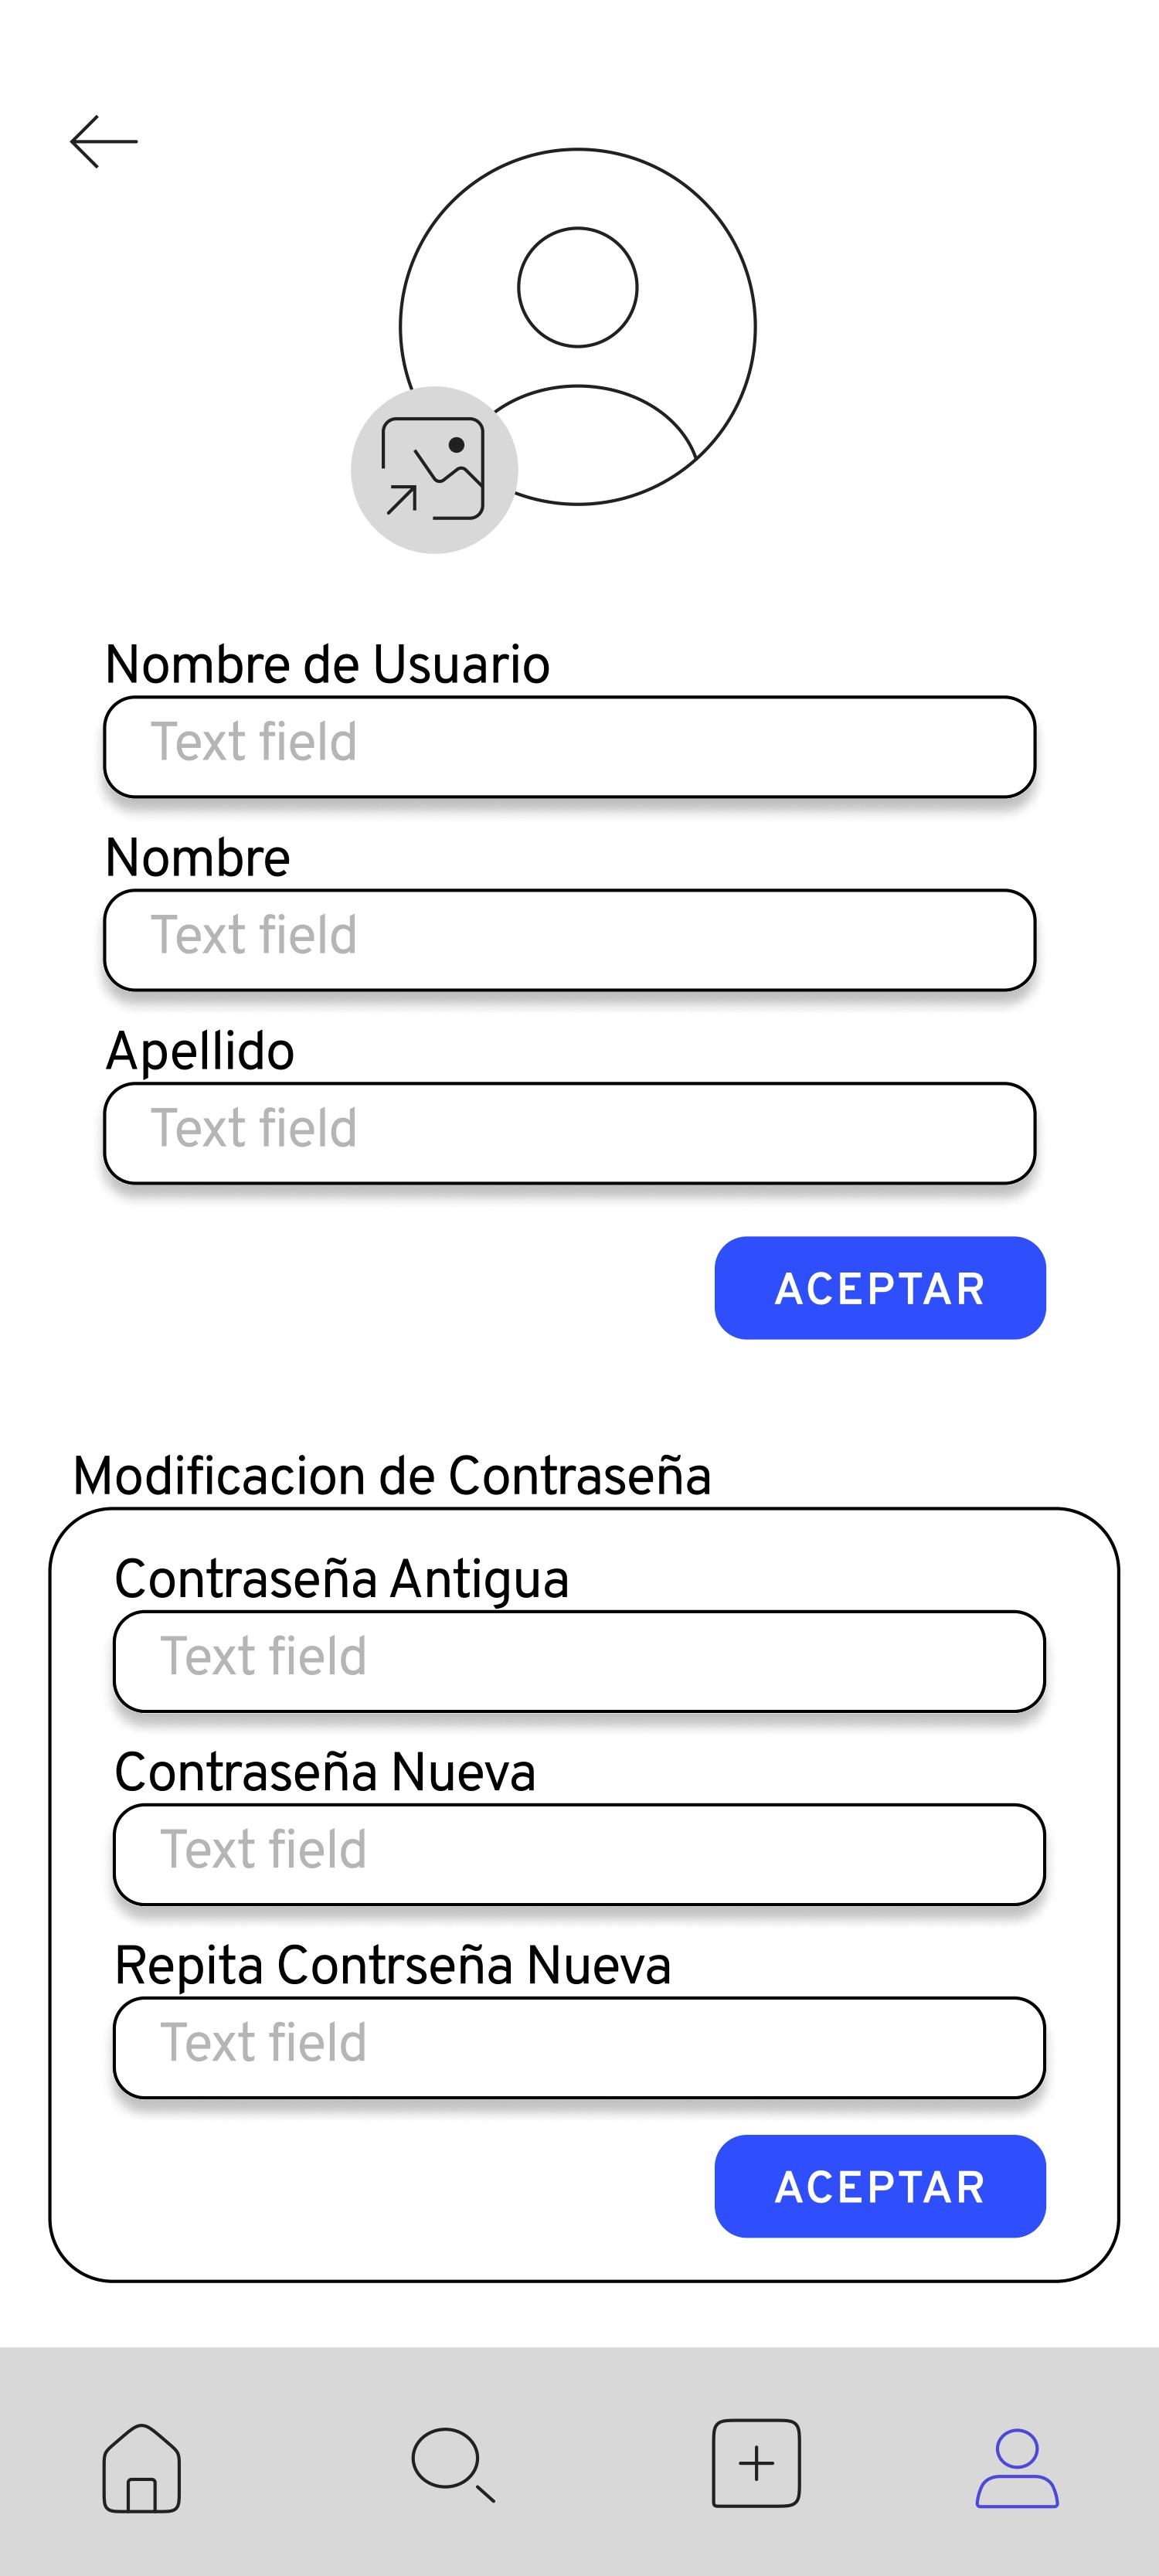 Nombre de Usuario
Text field
Nombre
Text field
Apellido
Text field
ACEPTAR
Modificacion de Contraseña
Contraseña Antigua
Text field
Contraseña Nueva
Text field
Repita Contrseña Nueva
Text field
ACEPTAR